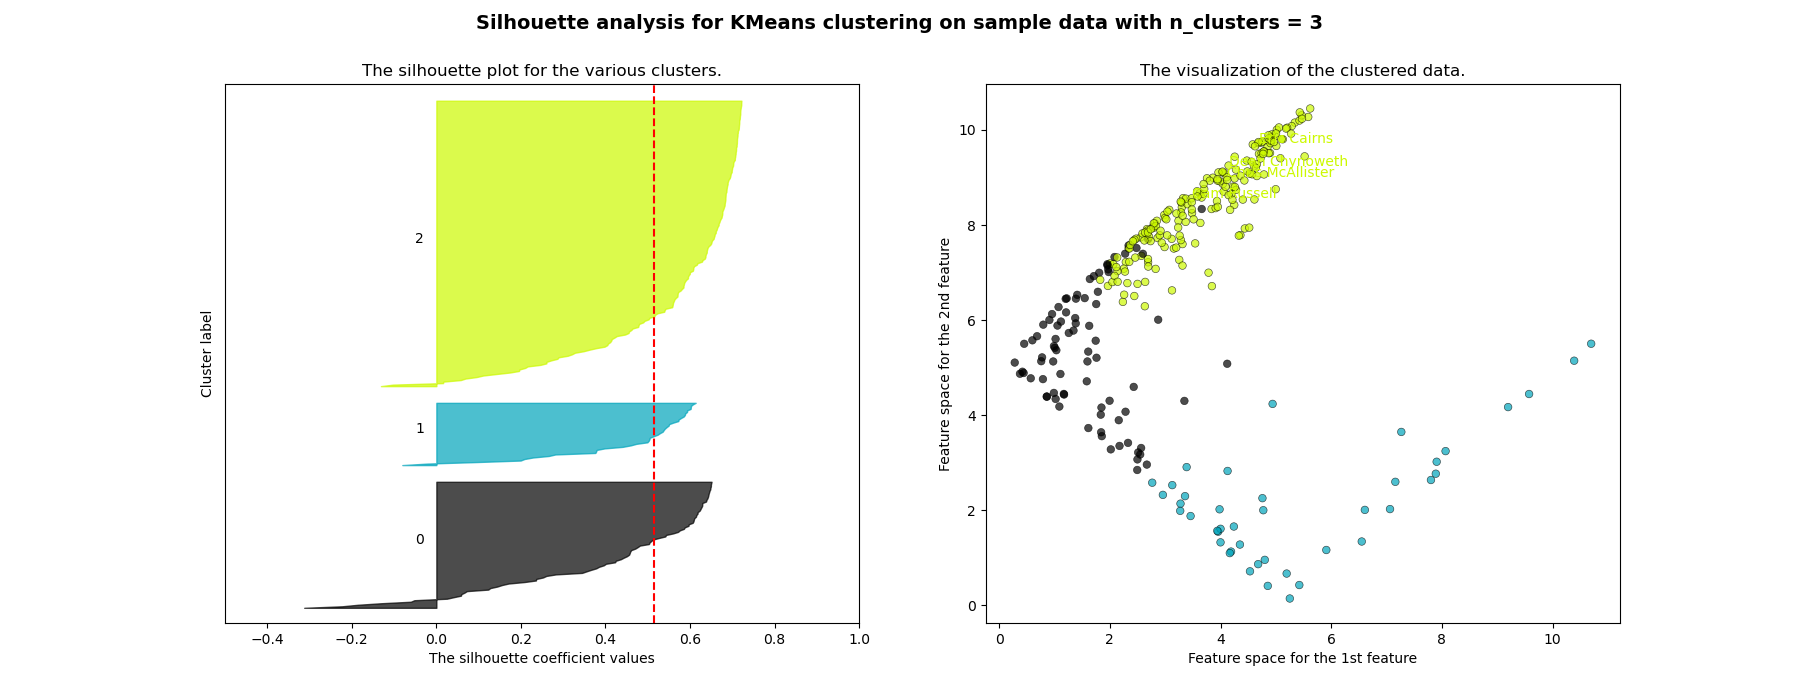 Silhouette analysis for KMeans clustering on sample data with n_clusters = 3
The silhouette plot for the various clusters.
Cluster label
2
1
0
−0.4 −0.2 0.0 0.2 0.4 0.6 0.8 1.0
The silhouette coefficient values
The visualization of the clustered data.
Feature space for the 2nd feature
10
8
6
4
2
0
Cairns
Chynoweth
McAllister
Russell
0 2 4 6 8 10
Feature space for the 1st feature